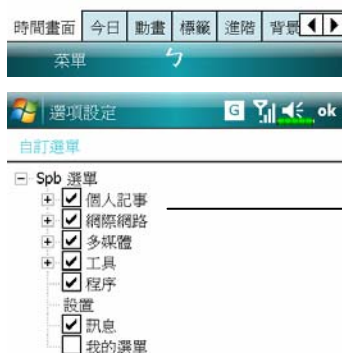 時間畫面 今日 動畫 標籤 進階 背景
菜單 ㄅ
選項設定 G ok
自訂選單
Spb 選單
個人記事
網際網路
多媒體
工具
程序
設置
訊息
我的選單